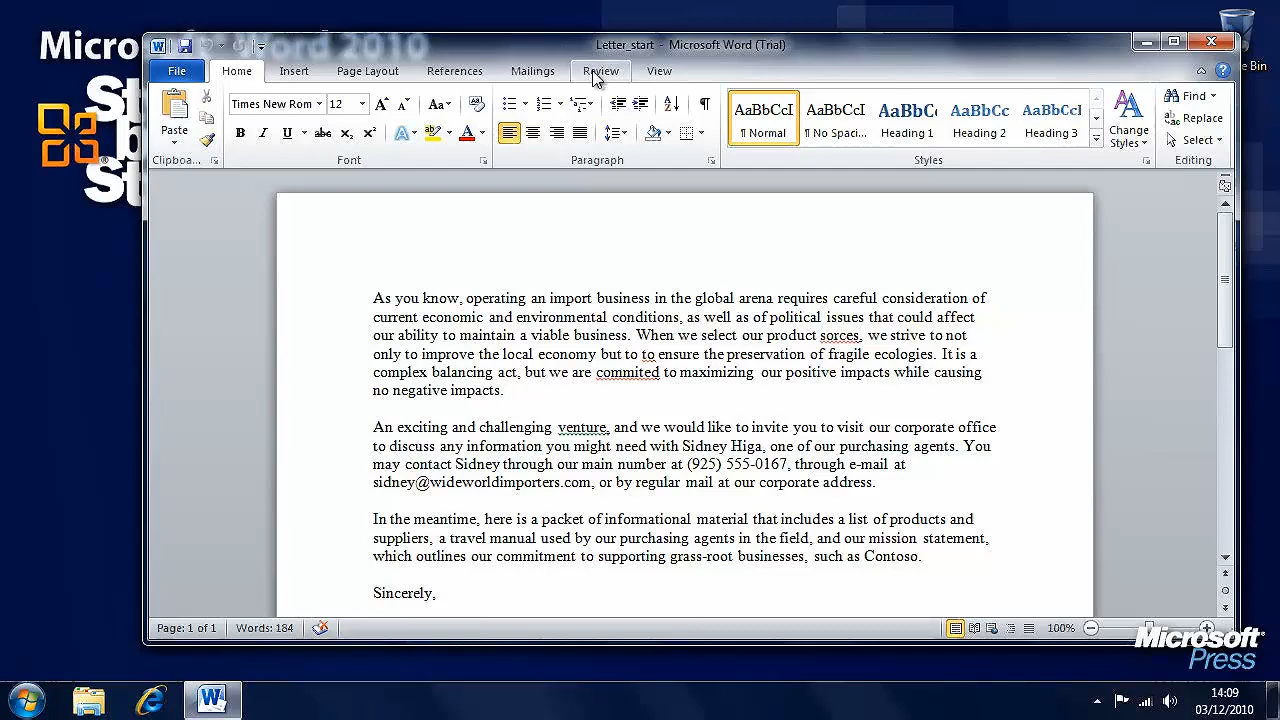 Microsoft Word 2010
Letter_start - Microsoft Word (Trial)
File Home Insert Page Layout References Mailings Review View
Paste
Times New Rom 12
Clipboa... Font Paragraph Styles Editing
AaBbCcI AaBbCcI AaBbCc AaBbCc AaBbCcI
¶ Normal ¶ No Spaci... Heading 1 Heading 2 Heading 3
Change
Styles
Find
Replace
Select
Bin
As you know, operating an import business in the global arena requires careful consideration of
current economic and environmental conditions, as well as of political issues that could affect
our ability to maintain a viable business. When we select our product sorces, we strive to not
only to improve the local economy but to to ensure the preservation of fragile ecologies. It is a
complex balancing act, but we are commited to maximizing our positive impacts while causing
no negative impacts.
An exciting and challenging venture, and we would like to invite you to visit our corporate office
to discuss any information you might need with Sidney Higa, one of our purchasing agents. You
may contact Sidney through our main number at (925) 555-0167, through e-mail at
sidney@wideworldimporters.com, or by regular mail at our corporate address.
In the meantime, here is a packet of informational material that includes a list of products and
suppliers, a travel manual used by our purchasing agents in the field, and our mission statement,
which outlines our commitment to supporting grass-root businesses, such as Contoso.
Sincerely,
Page: 1 of 1 Words: 184 100%
Microsoft
Press
14:09
03/12/2010